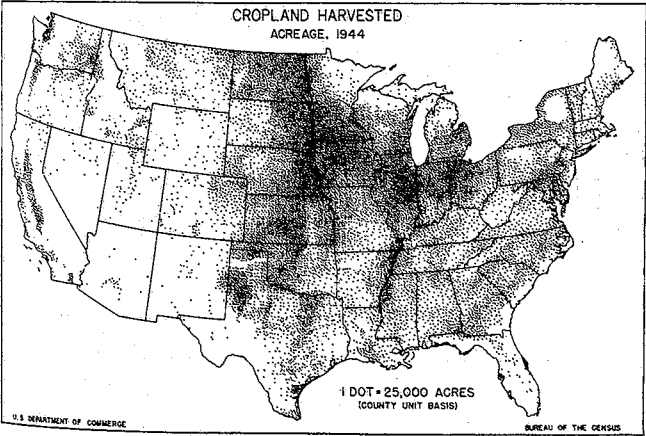 CROPLAND HARVESTED
ACREAGE, 1944
1 DOT = 25,000 ACRES
(COUNTY UNIT BASIS)
U.S DEPARTMENT OF COMMERCE
BUREAU OF THE CENSUS